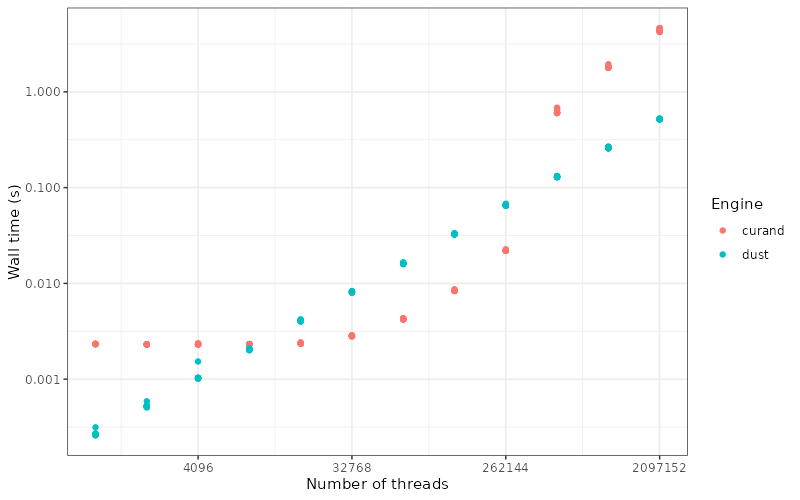 1.000
0.100
0.010
0.001
Wall time (s)
4096
32768
262144
2097152
Number of threads
Engine
curand
dust